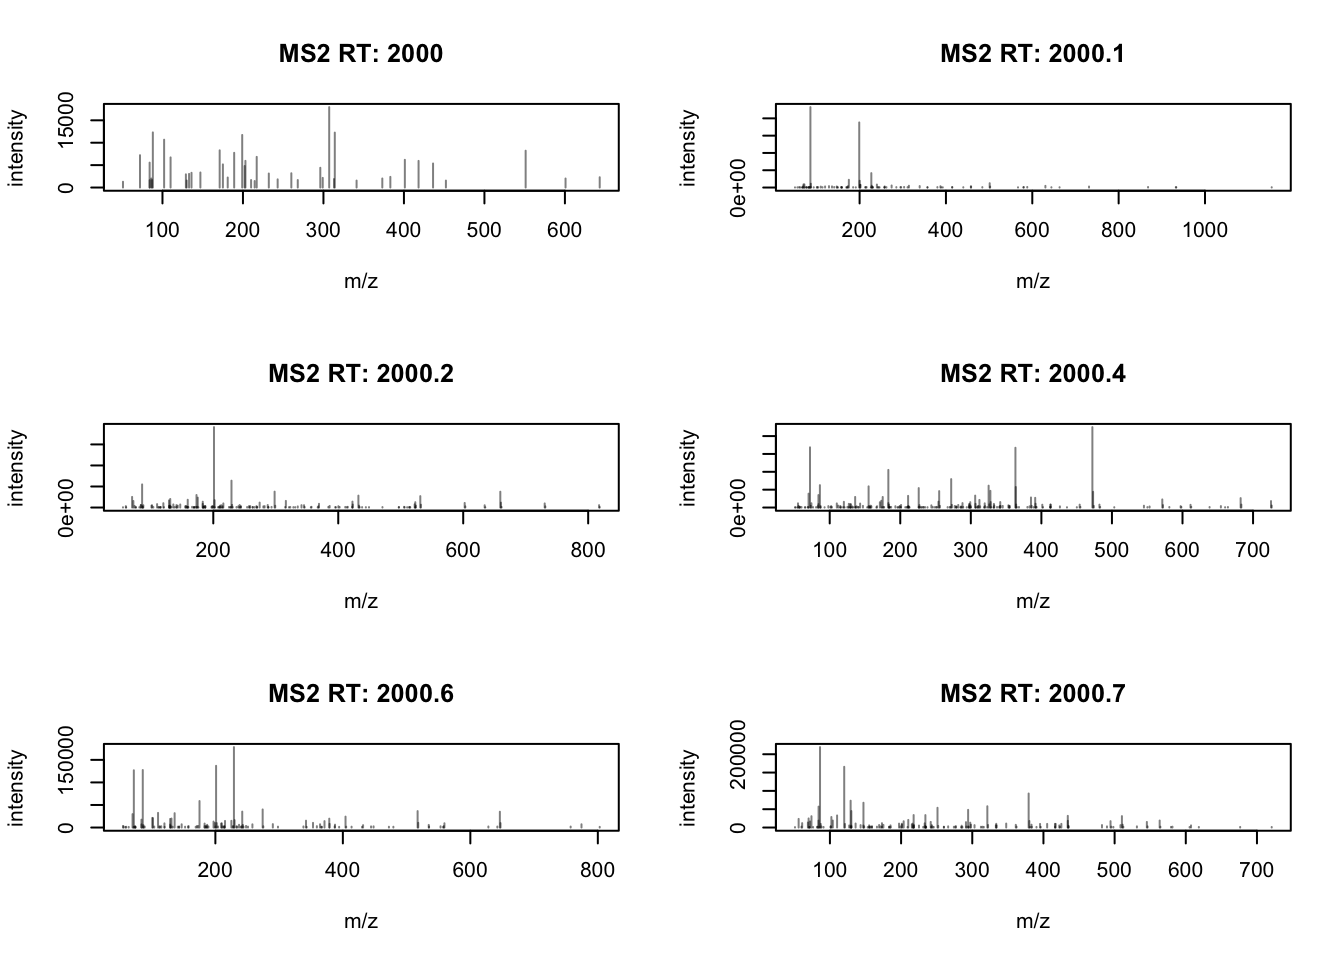 MS2 RT: 2000
intensity
0 15000
100 200 300 400 500 600
m/z
MS2 RT: 2000.1
intensity
0e+00
200 400 600 800 1000
m/z
MS2 RT: 2000.2
intensity
0e+00
200 400 600 800
m/z
MS2 RT: 2000.4
intensity
0e+00
100 200 300 400 500 600 700
m/z
MS2 RT: 2000.6
intensity
0 150000
200 400 600 800
m/z
MS2 RT: 2000.7
intensity
0 200000
100 200 300 400 500 600 700
m/z